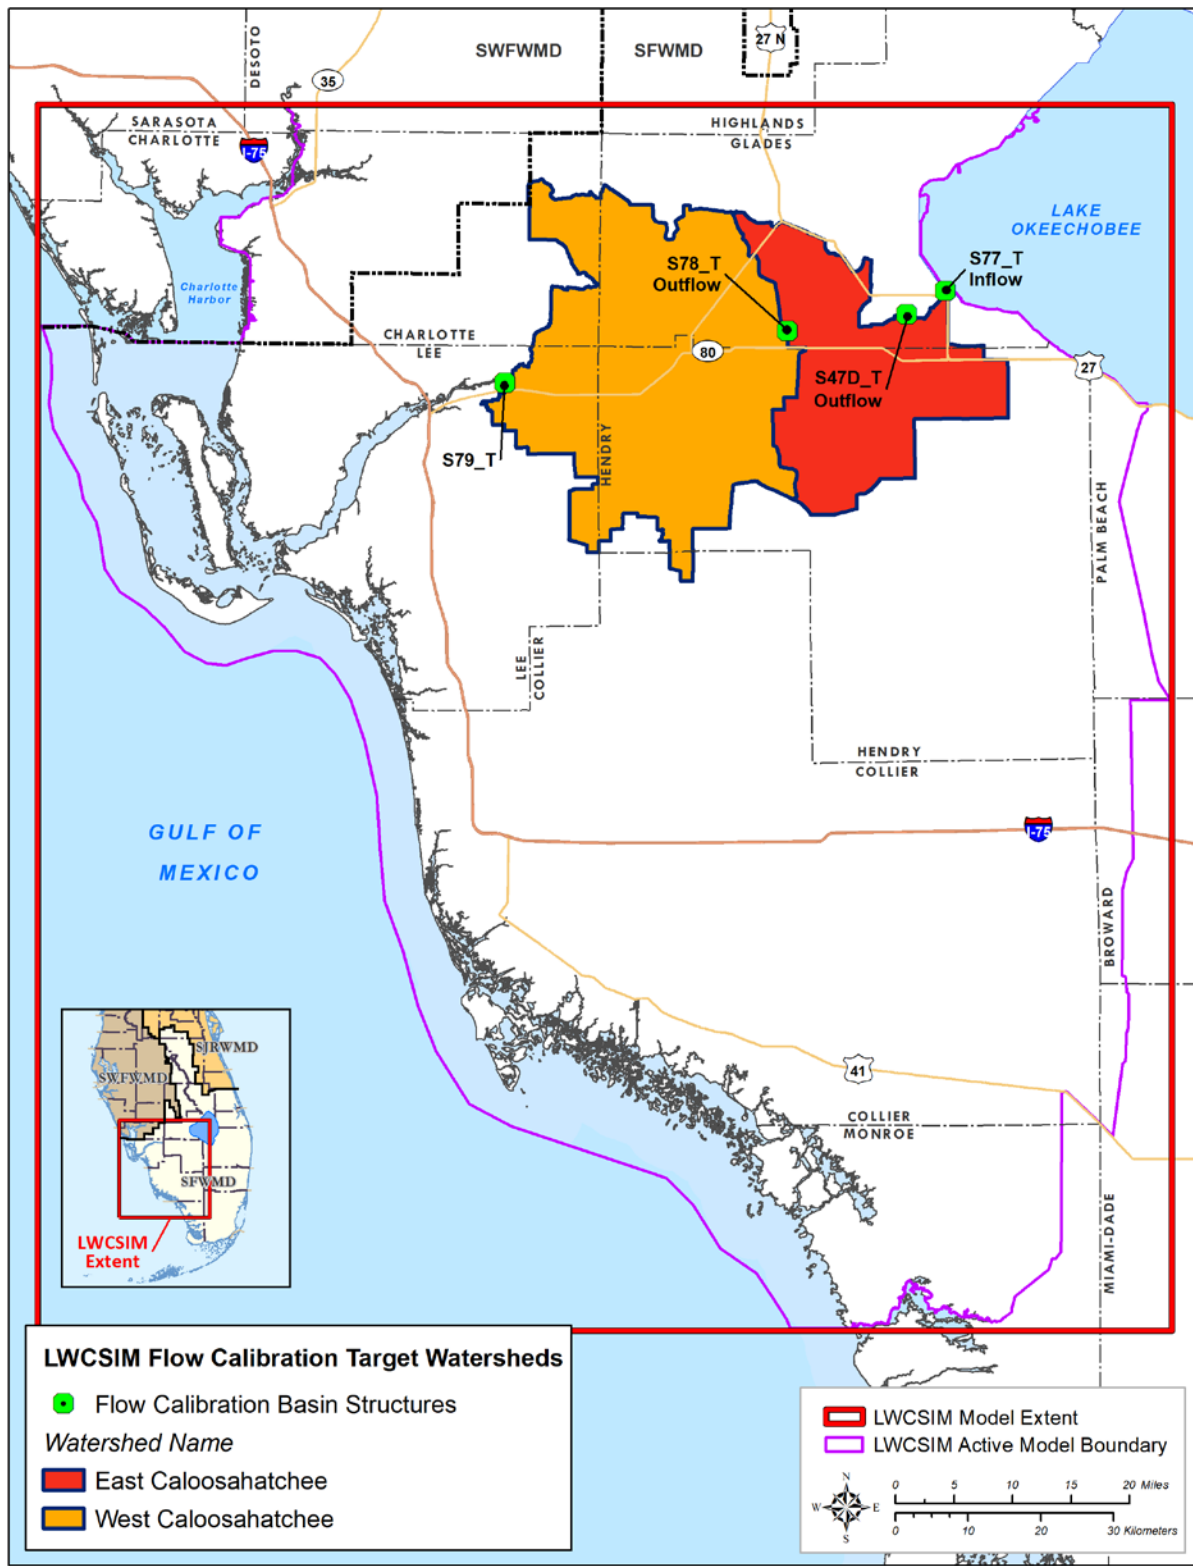 SWFWMD
SFWMD
27 N
DESOTO
35
SARASOTA
CHARLOTTE
I-75
HIGHLANDS
GLADES
LAKE
OKEECHOBEE
S78_T
Outflow
S77_T
Inflow
Charlotte
Harbor
CHARLOTTE
LEE
80
S47D_T
Outflow
27
S79_T
HENDRY
PALM BEACH
LEE
COLLIER
HENDRY
COLLIER
GULF OF
MEXICO
I-75
BROWARD
41
COLLIER
MONROE
MIAMI-DADE
SJRWMD
SWFWMD
SFWMD
LWCSIM
Extent
LWCSIM Flow Calibration Target Watersheds
Flow Calibration Basin Structures
Watershed Name
East Caloosahatchee
West Caloosahatchee
LWCSIM Model Extent
LWCSIM Active Model Boundary
N
W E
S
0 5 10 15 20 Miles
0 10 20 30 Kilometers